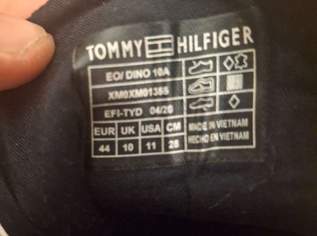 TOMMY HILFIGER
EO/ DINO 10A
XM0XM01355
EFI-TYD 04/20
EUR UK USA CM
44 10 11 28
MADE IN VIETNAM
HECHO EN VIETNAM